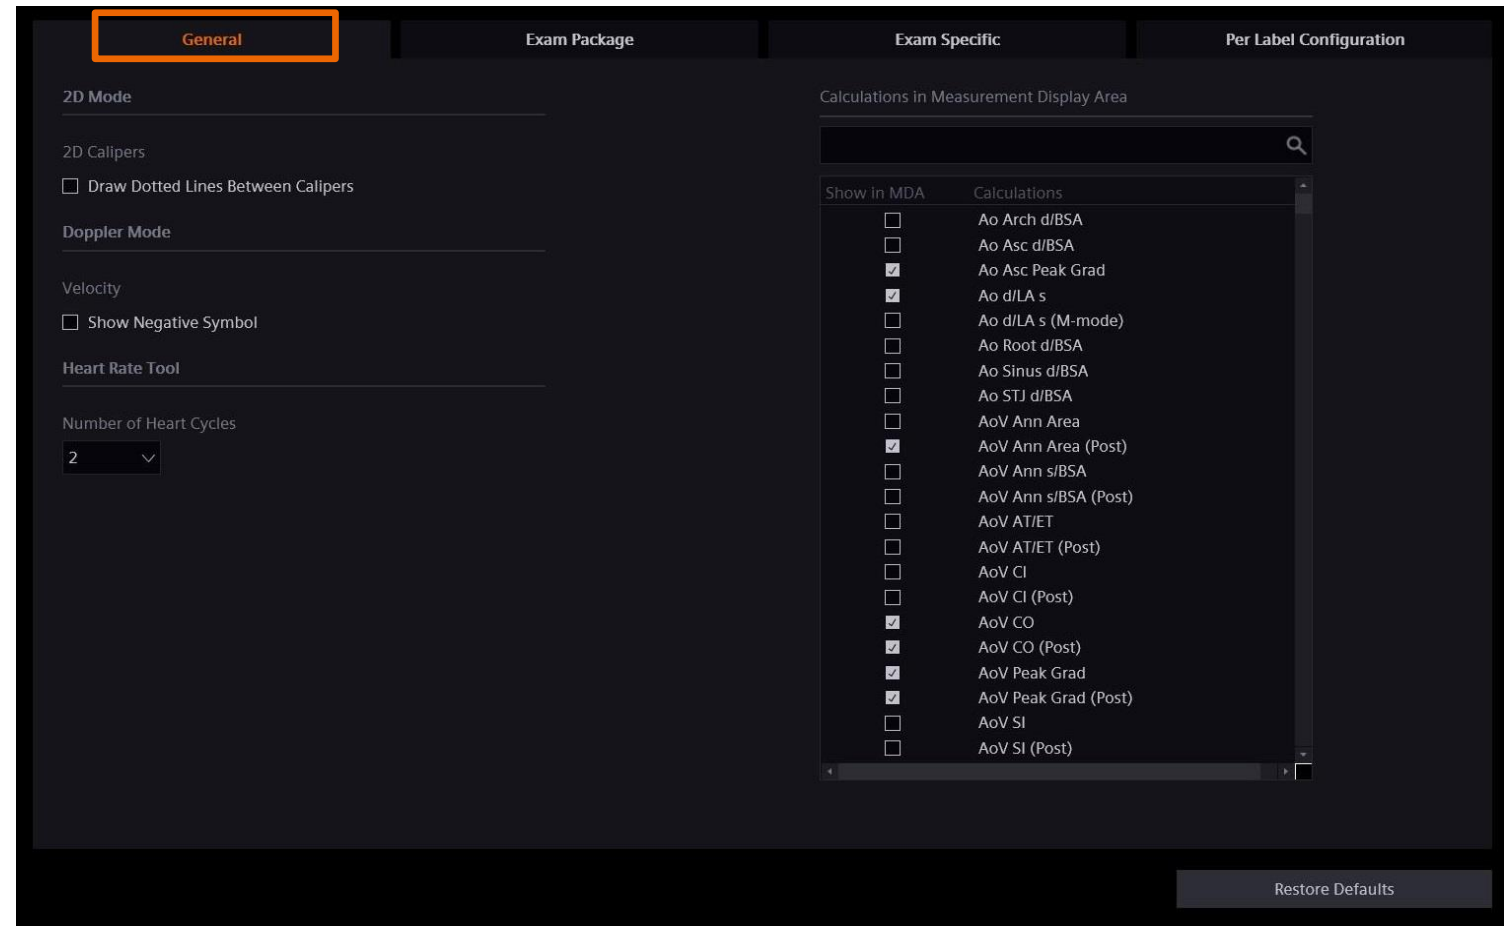 General
Exam Package
Exam Specific
Per Label Configuration
2D Mode
2D Calipers
Draw Dotted Lines Between Calipers
Doppler Mode
Velocity
Show Negative Symbol
Heart Rate Tool
Number of Heart Cycles
2
Calculations in Measurement Display Area
Show in MDA Calculations
Ao Arch d/BSA
Ao Asc d/BSA
Ao Asc Peak Grad
Ao d/LA s
Ao d/LA s (M-mode)
Ao Root d/BSA
Ao Sinus d/BSA
Ao STJ d/BSA
AoV Ann Area
AoV Ann Area (Post)
AoV Ann s/BSA
AoV Ann s/BSA (Post)
AoV AT/ET
AoV AT/ET (Post)
AoV CI
AoV CI (Post)
AoV CO
AoV CO (Post)
AoV Peak Grad
AoV Peak Grad (Post)
AoV SI
AoV SI (Post)
Restore Defaults